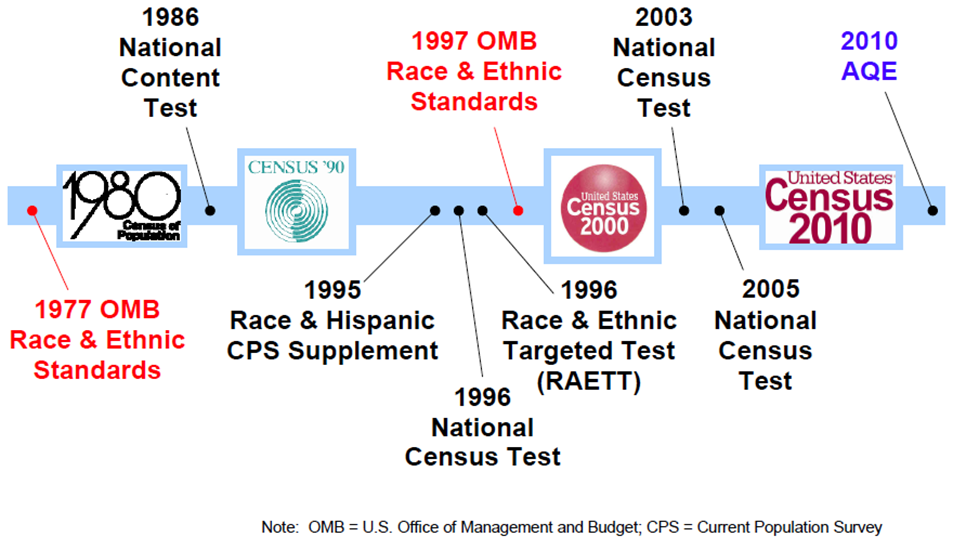 1986
National
Content
Test
1997 OMB
Race & Ethnic
Standards
2003
National
Census
Test
2010
AQE
1980
Census of
Population
CENSUS '90
United States
Census
2000
United States
Census
2010
1977 OMB
Race & Ethnic
Standards
1995
Race & Hispanic
CPS Supplement
1996
National
Census Test
1996
Race & Ethnic
Targeted Test
(RAETT)
2005
National
Census
Test
Note:  OMB = U.S. Office of Management and Budget; CPS = Current Population Survey